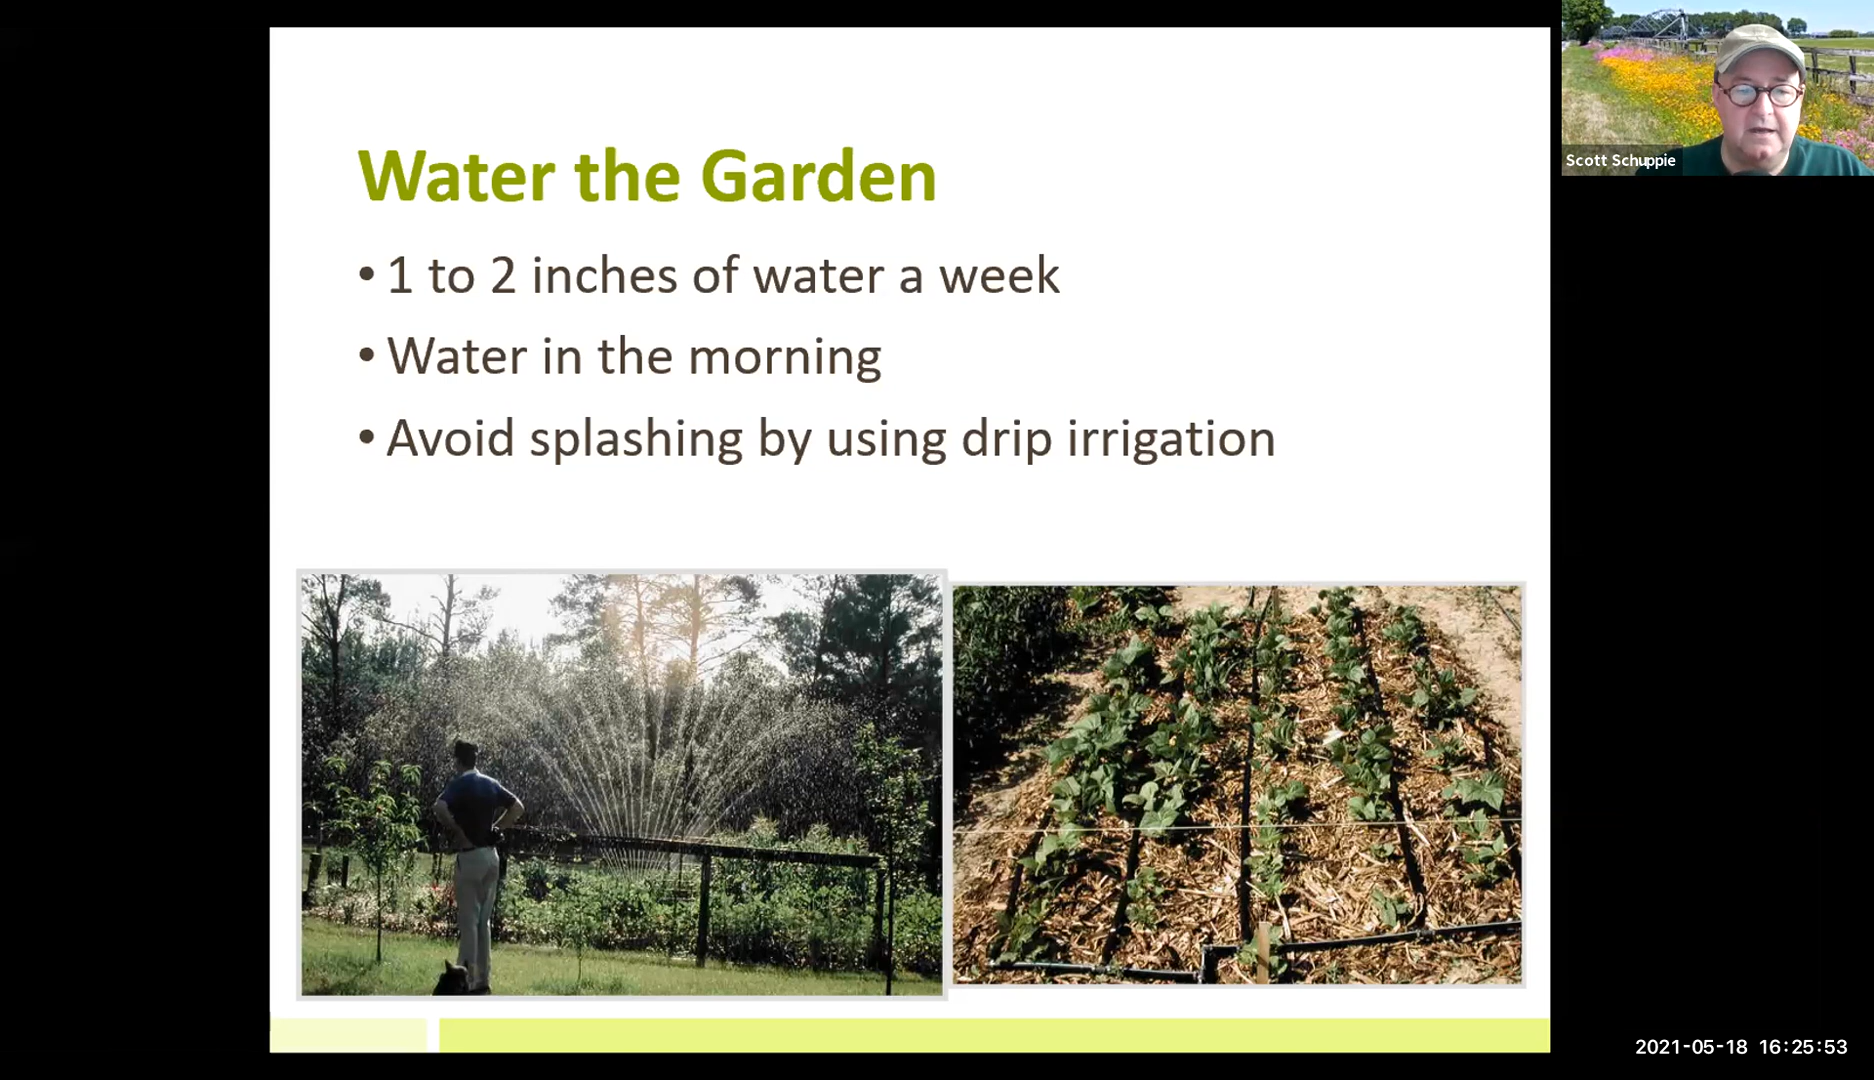 Water the Garden
• 1 to 2 inches of water a week
• Water in the morning
• Avoid splashing by using drip irrigation
Scott Schuppie
2021-05-18 16:25:53